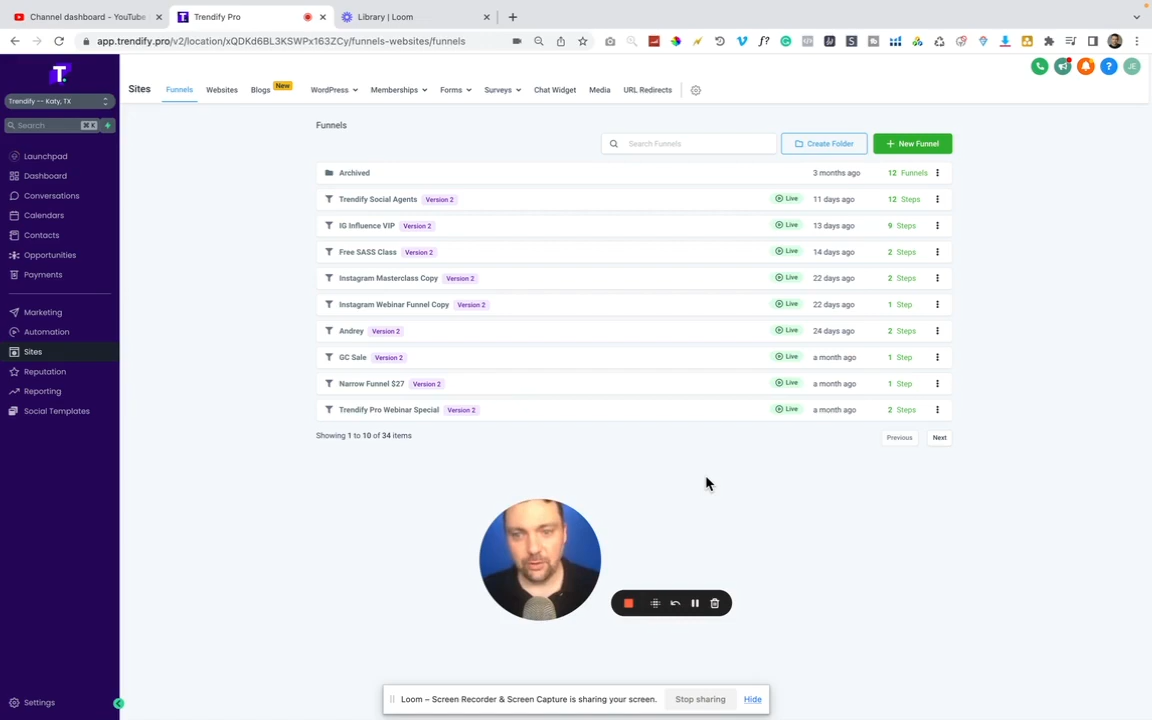 Channel dashboard - YouTube
Trendify Pro
Library | Loom
app.trendify.pro/v2/location/xQDKd6BL3KSWPx163ZCy/funnels-websites/funnels
T.
Trendify -- Katy, TX
Search
⌘ K
Launchpad
Dashboard
Conversations
Calendars
Contacts
Opportunities
Payments
Marketing
Automation
Sites
Reputation
Reporting
Social Templates
Settings
Sites
Funnels
Websites
Blogs
New
WordPress
Memberships
Forms
Surveys
Chat Widget
Media
URL Redirects
JE
Funnels
Search Funnels
Create Folder
+ New Funnel
Archived 3 months ago 12 Funnels
Trendify Social Agents Version 2 Live 11 days ago 12 Steps
IG Influence VIP Version 2 Live 13 days ago 9 Steps
Free SASS Class Version 2 Live 14 days ago 2 Steps
Instagram Masterclass Copy Version 2 Live 22 days ago 2 Steps
Instagram Webinar Funnel Copy Version 2 Live 22 days ago 1 Step
Andrey Version 2 Live 24 days ago 2 Steps
GC Sale Version 2 Live a month ago 1 Step
Narrow Funnel $27 Version 2 Live a month ago 1 Step
Trendify Pro Webinar Special Version 2 Live a month ago 2 Steps
Showing 1 to 10 of 34 items
Previous
Next
Loom – Screen Recorder & Screen Capture is sharing your screen.
Stop sharing
Hide